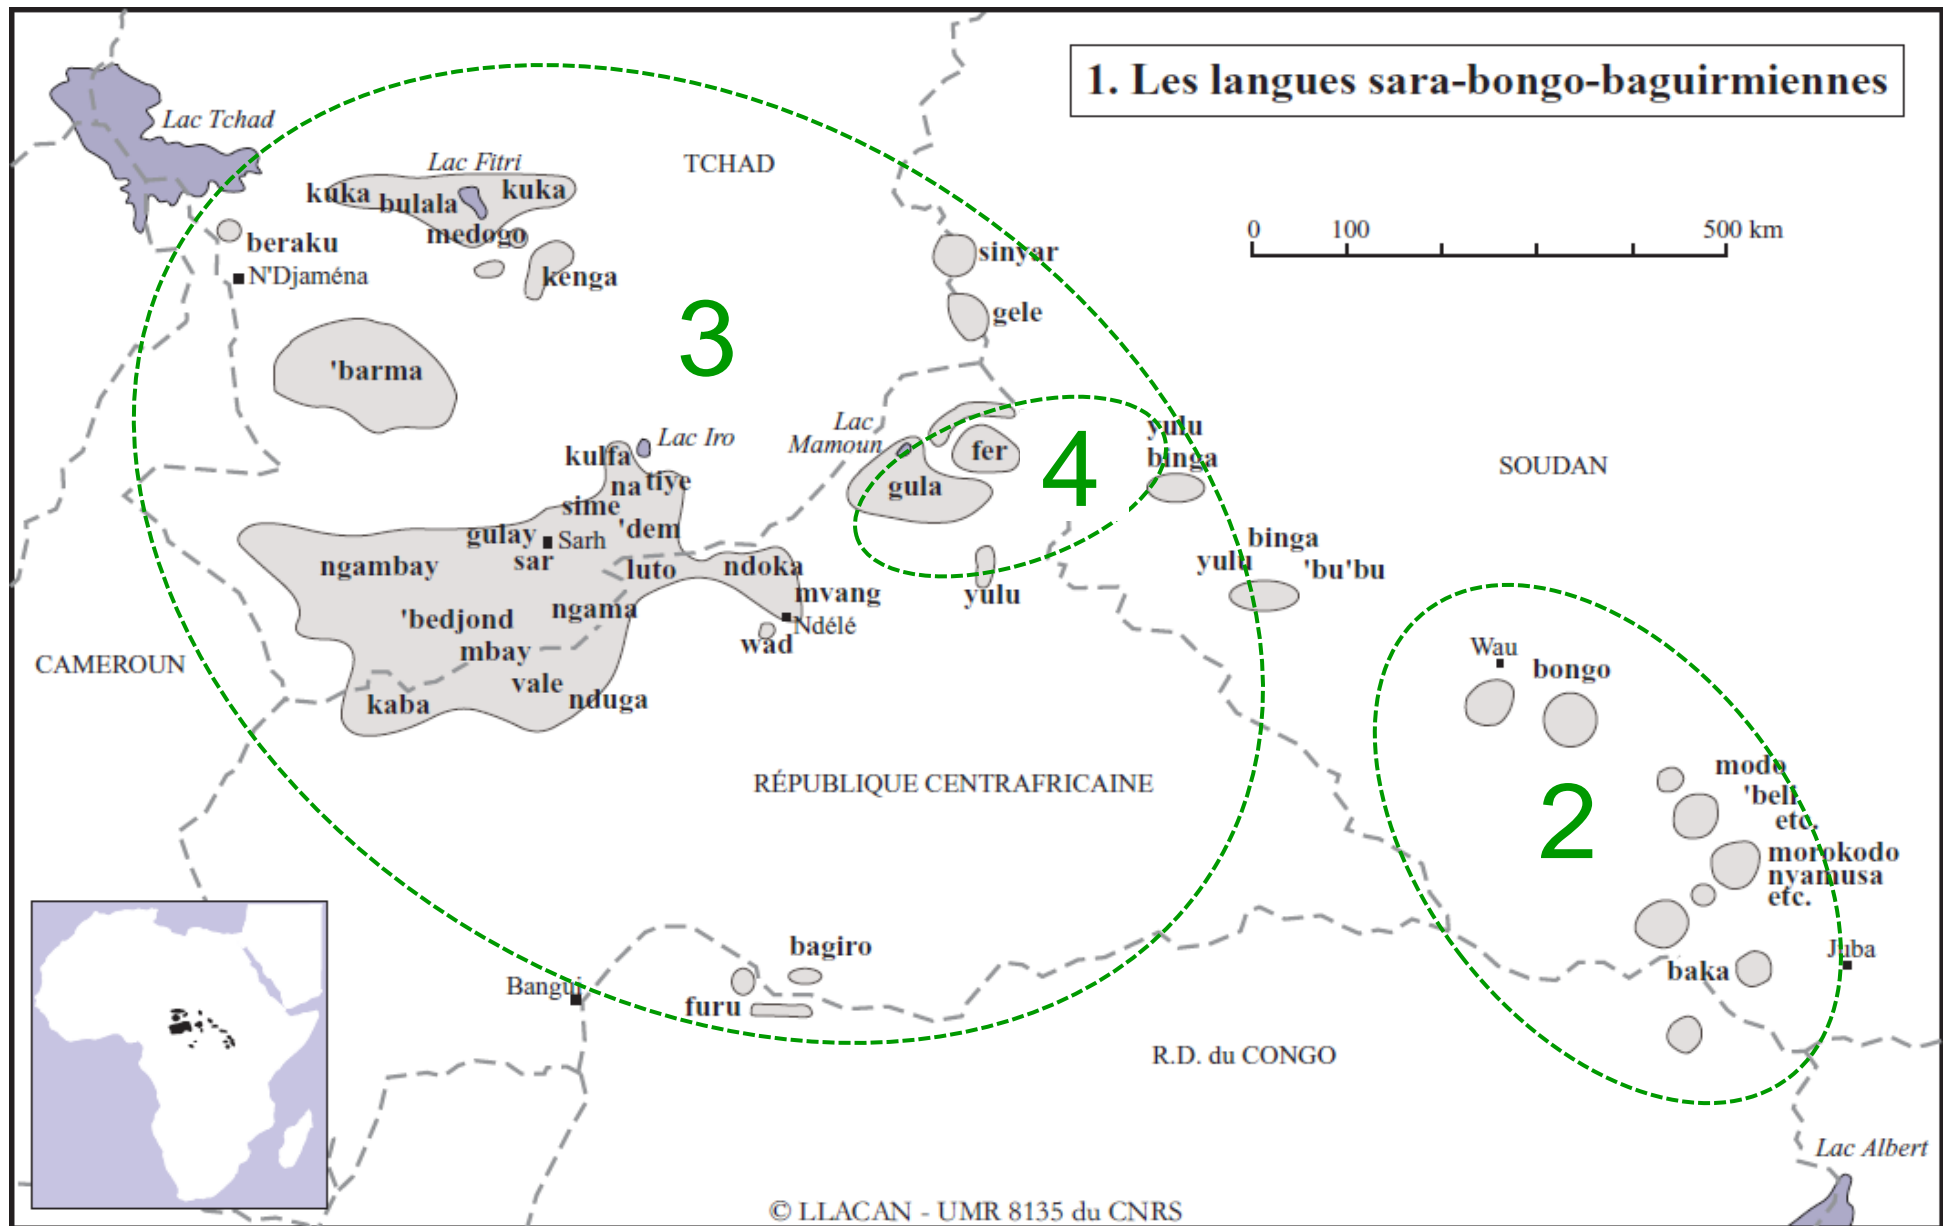 1. Les langues sara-bongo-baguirmiennes
Lac Tchad
Lac Fitri
TCHAD
kuka
bulala
kuka
medogo
beraku
N'Djaména
kenga
sinyar
gele
0
100
500 km
3
'barma
Lac
Mamoun
Lac Iro
kulfa
na
tiye
sime
'dem
gulay
Sarh
sar
ngambay
luto
ndoka
mvang
Ndélé
wad
'bedjond
ngama
mbay
vale
nduga
kaba
CAMEROUN
fer
gula
4
yulu
binga
yulu
SOUDAN
binga
yulu
'bu'bu
Wau
bongo
modo
'beli
etc.
2
morokodo
nyamusa
etc.
Juba
baka
RÉPUBLIQUE CENTRAFRICAINE
bagiro
Bangui
furu
R.D. du CONGO
Lac Albert
© LLACAN - UMR 8135 du CNRS